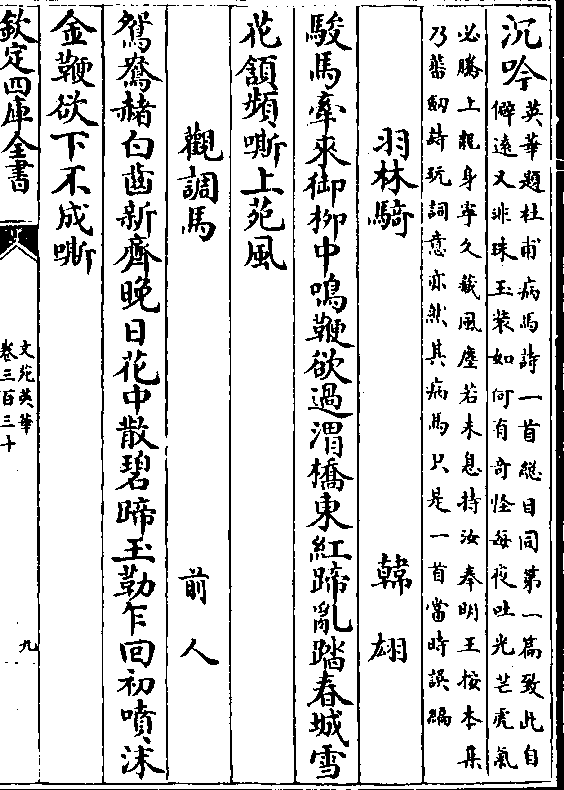 沉吟
英華題杜甫病馬詩一首總目同第一篇致此自
僻遠又非珠玉裝如何有奇怪每夜吐光芒虎氣
必騰上龍身寧久藏風塵若未息持汝奉明王按本集
乃蕃劒詩玩詞意亦然其病馬只是一首當時誤編
羽林騎 韓翃
駿馬牽來御柳中鳴鞭欲過渭橋東紅蹄亂踏春城雪
花頷頻嘶上苑風
觀調馬 前人
鴛鴦赭白齒新齊晚日花中散碧蹄玉勒乍回初噴沫
金鞭欲下不成嘶
欽定四庫全書
文苑英華
卷三百三十
九